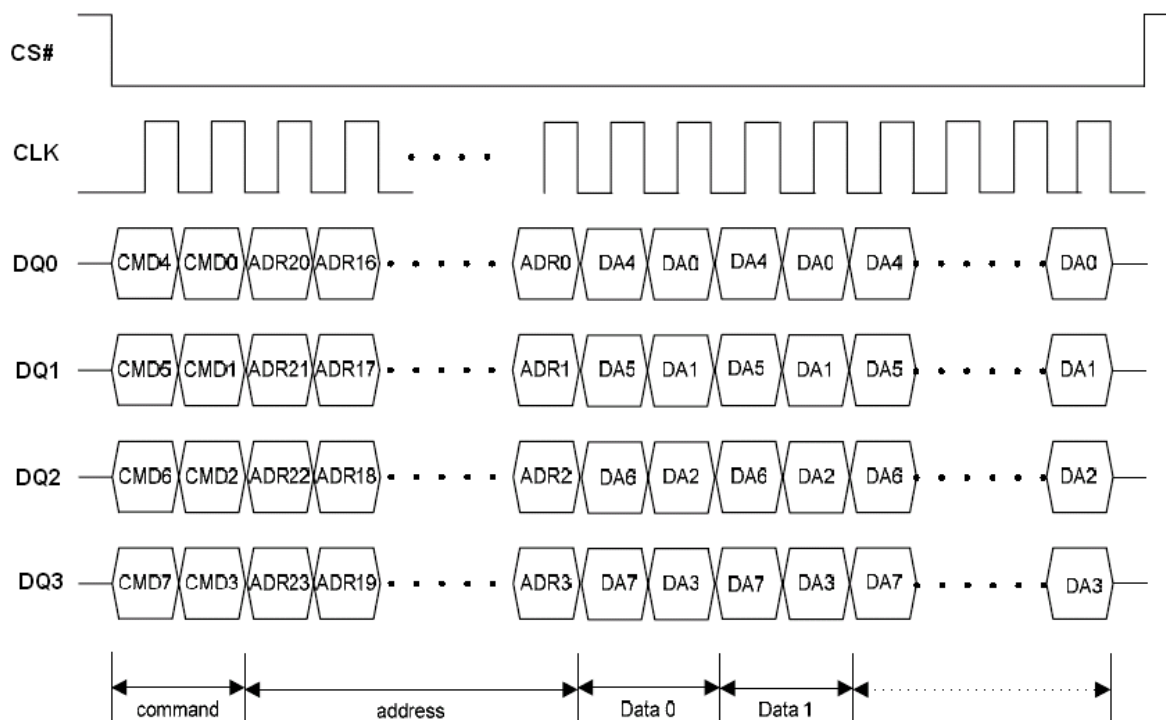 CS#
CLK
DQ0 CMD4 CMD0 ADR20 ADR16 ADR0 DA4 DA0 DA4 DA0 DA4 DA0
DQ1 CMD5 CMD1 ADR21 ADR17 ADR1 DA5 DA1 DA5 DA1 DA5 DA1
DQ2 CMD6 CMD2 ADR22 ADR18 ADR2 DA6 DA2 DA6 DA2 DA6 DA2
DQ3 CMD7 CMD3 ADR23 ADR19 ADR3 DA7 DA3 DA7 DA3 DA7 DA3
command address Data 0 Data 1